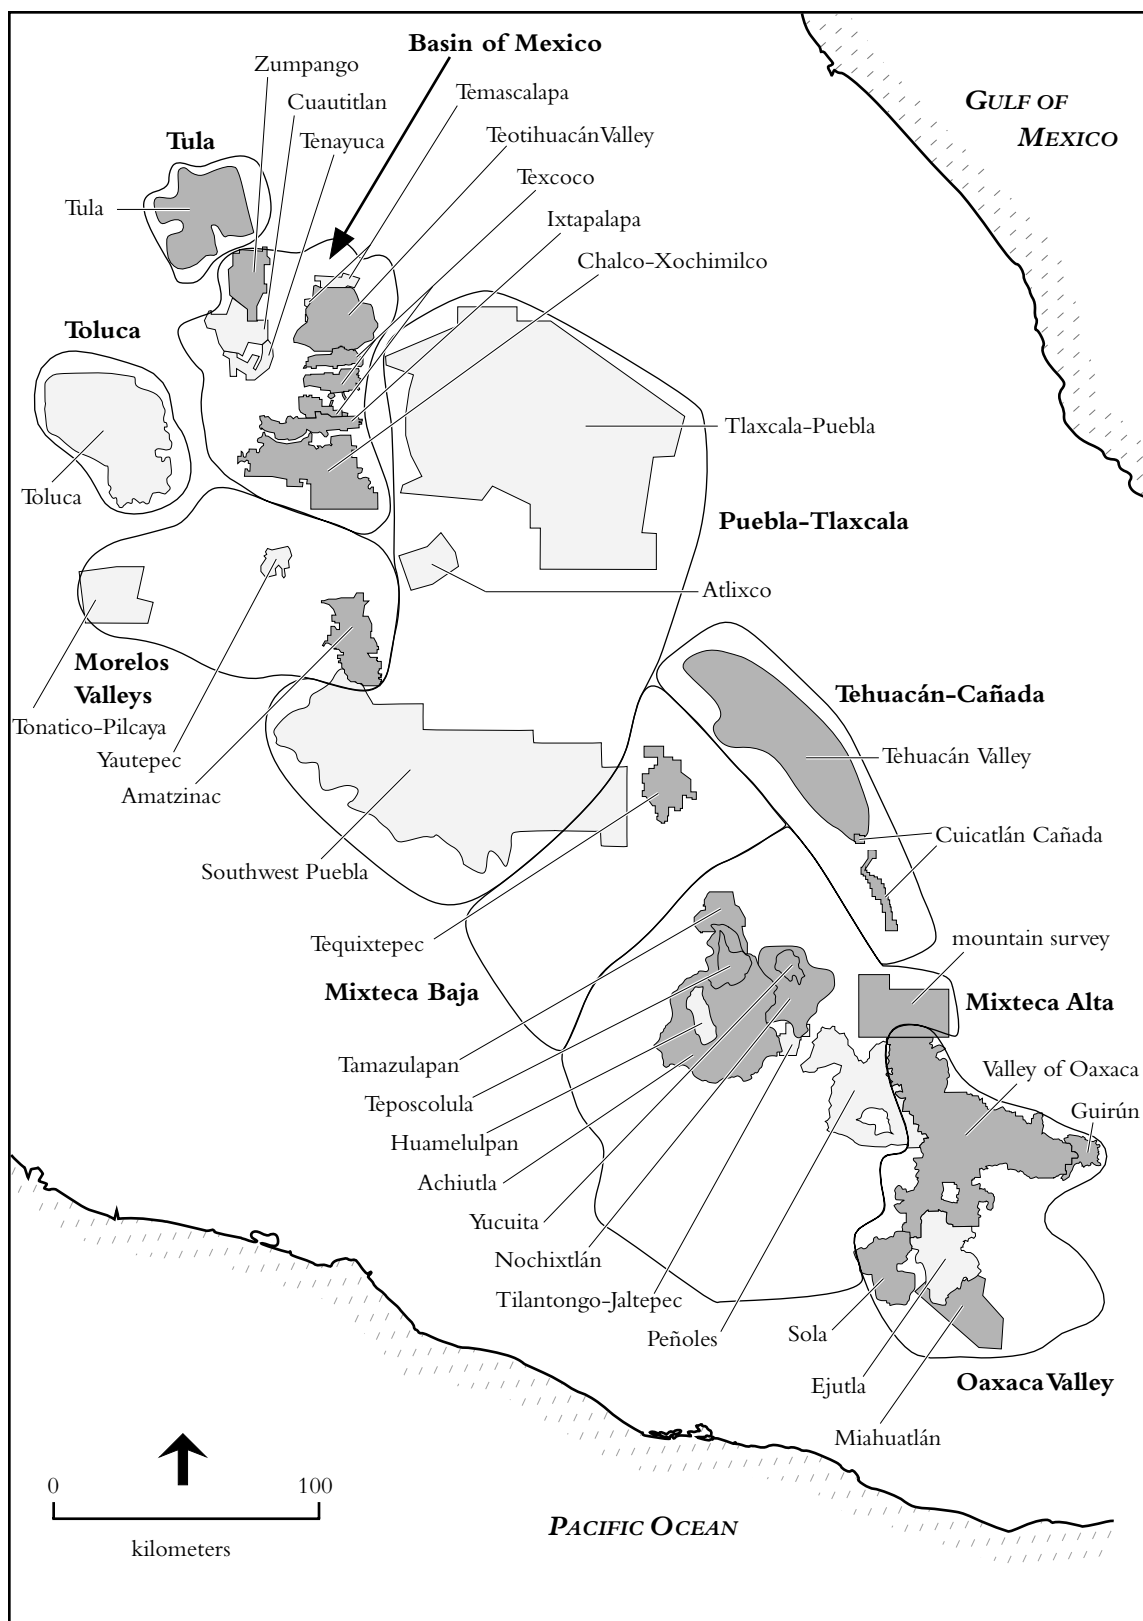 Basin of Mexico
Zumpango
Cuautitlan
Temascalapa
GULF OF
MEXICO
Tula
Tenayuca
Teotihuacán Valley
Texcoco
Tula
Ixtapalapa
Chalco-Xochimilco
Toluca
Tlaxcala-Puebla
Toluca
Puebla-Tlaxcala
Atlixco
Morelos
Valleys
Tehuacán-Cañada
Tonatico-Pilcaya
Yautepec
Tehuacán Valley
Amatzinac
Cuicatlán Cañada
Southwest Puebla
Tequixtepec
mountain survey
Mixteca Baja
Mixteca Alta
Tamazulapan
Valley of Oaxaca
Teposcolula
Guirún
Huamelulpan
Achiutla
Yucuita
Nochixtlán
Tilantongo-Jaltepec
Peñoles
Sola
Ejutla
Oaxaca Valley
Miahuatlán
0 100
kilometers
PACIFIC OCEAN